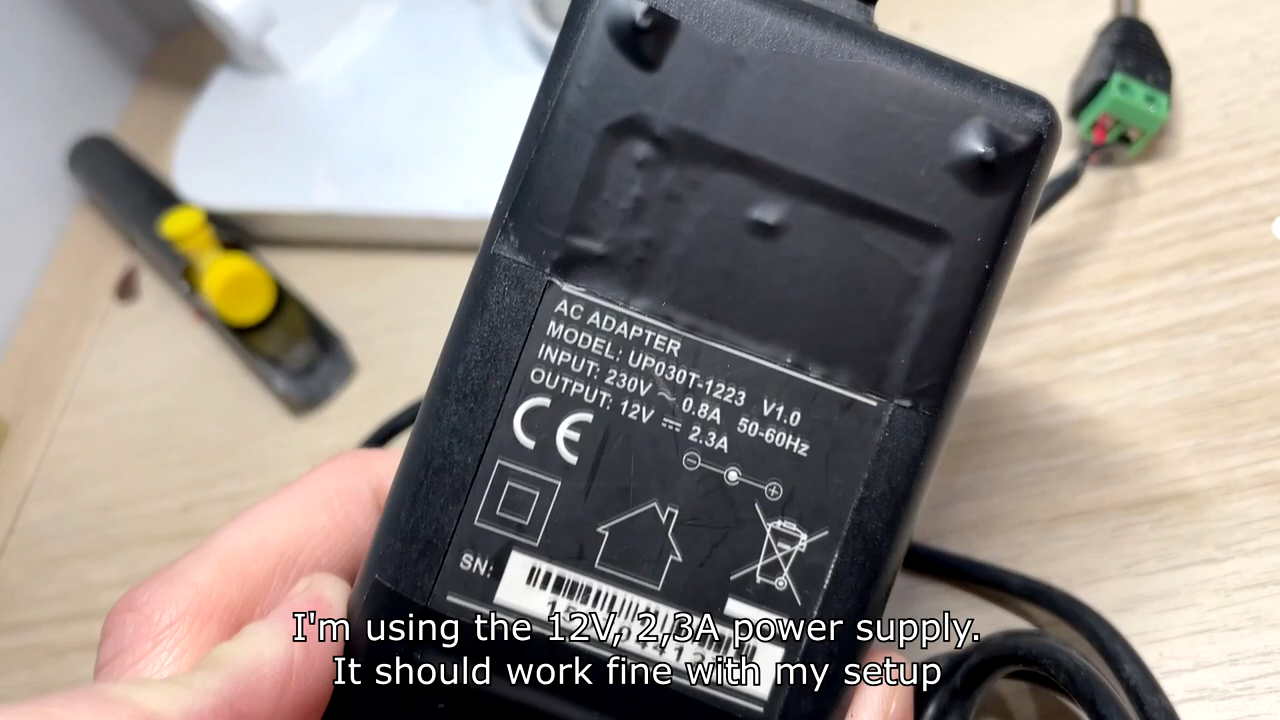 AC ADAPTER
MODEL: UP030T-1223 V1.0
INPUT: 230V ~ 0.8A 50-60Hz
OUTPUT: 12V ⎓ 2.3A
CE
SN:
I'm using the 12V, 2,3A power supply.
It should work fine with my setup